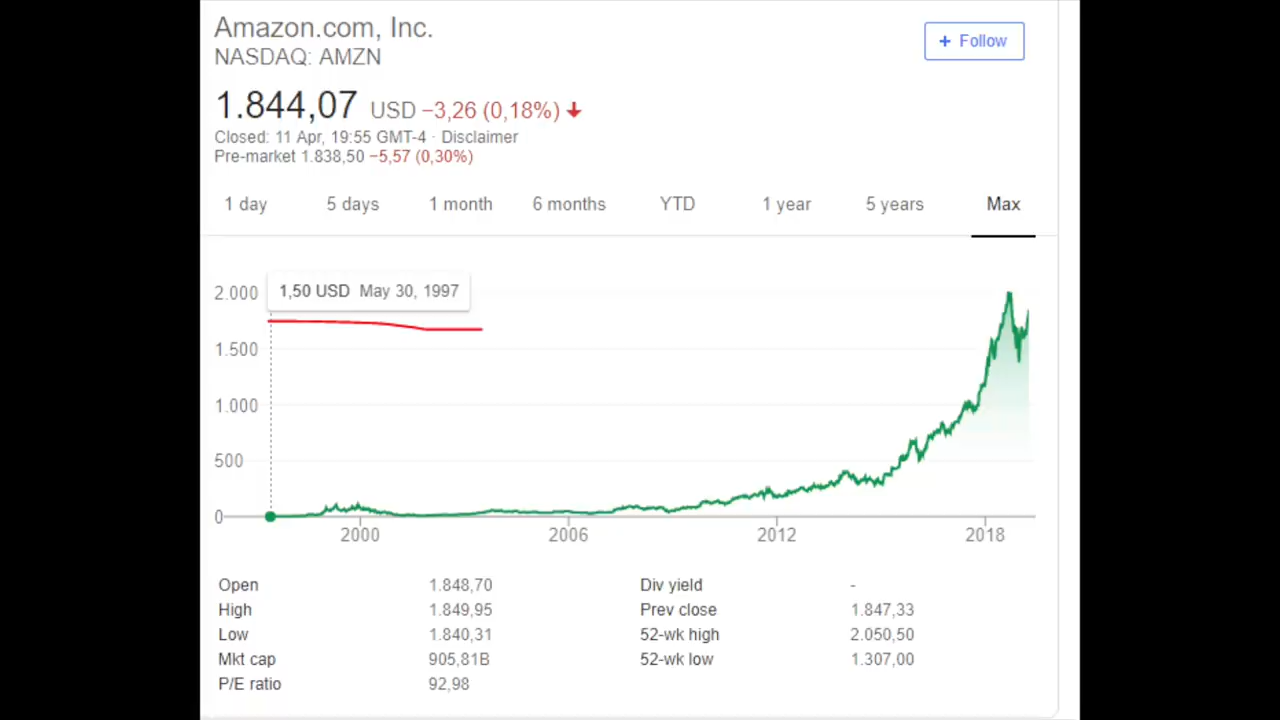 Amazon.com, Inc.
NASDAQ: AMZN
+ Follow
1.844,07 USD −3,26 (0,18%)
Closed: 11 Apr, 19:55 GMT-4 · Disclaimer
Pre-market 1.838,50 −5,57 (0,30%)
1 day 5 days 1 month 6 months YTD 1 year 5 years Max
1,50 USD May 30, 1997
2.000
1.500
1.000
500
0
2000 2006 2012 2018
Open 1.848,70 Div yield -
High 1.849,95 Prev close 1.847,33
Low 1.840,31 52-wk high 2.050,50
Mkt cap 905,81B 52-wk low 1.307,00
P/E ratio 92,98